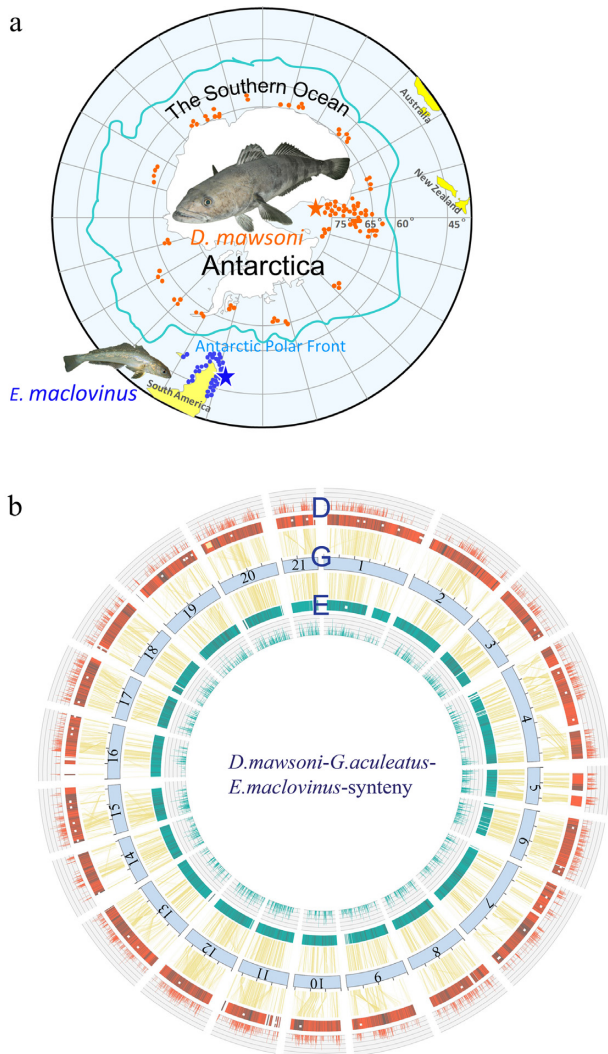 a
The Southern Ocean
Australia
New Zealand
75° 65° 60° 45°
D. mawsoni
Antarctica
Antarctic Polar Front
South America
E. maclovinus
b
D
G
E
1
2
3
4
5
6
7
8
9
10
11
12
13
14
15
16
17
18
19
20
21
D.mawsoni-G.aculeatus-
E.maclovinus-synteny